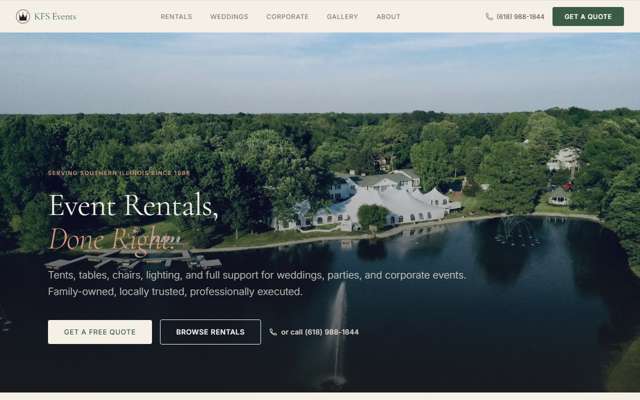 KFS Events
RENTALS
WEDDINGS
CORPORATE
GALLERY
ABOUT
(618) 988-1844
GET A QUOTE
SERVING SOUTHERN ILLINOIS SINCE 1986
Event Rentals,
Done Right.
Tents, tables, chairs, lighting, and full support for weddings, parties, and corporate events.
Family-owned, locally trusted, professionally executed.
GET A FREE QUOTE
BROWSE RENTALS
or call (618) 988-1844